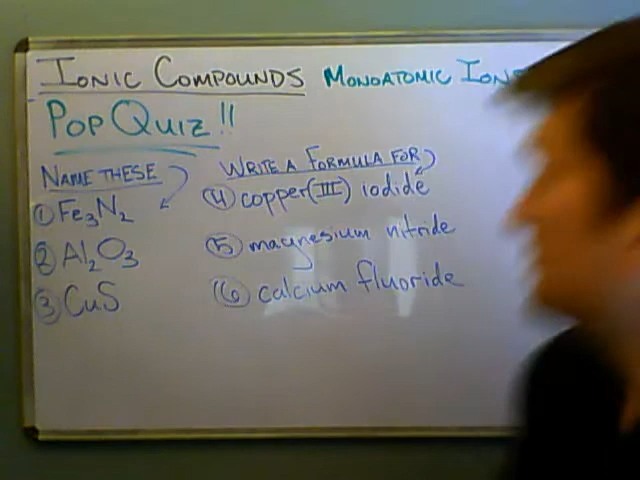 IONIC COMPOUNDS MONOATOMIC IONS
POP QUIZ!!
NAME THESE
① Fe₃N₂
② Al₂O₃
③ CuS
WRITE A FORMULA FOR
④ copper(III) iodide
⑤ magnesium nitride
⑥ calcium fluoride